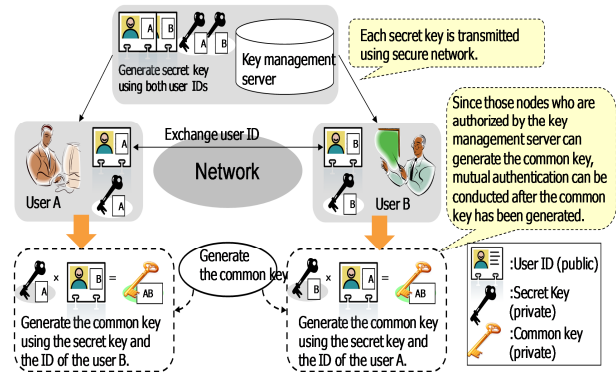 A
B
A
A
Generate secret key
using both user IDs
Key management
server
Each secret key is transmitted
using secure network.
Since those nodes who are
authorized by the key
management server can
generate the common key,
mutual authentication can be
conducted after the common
key has been generated.
A
A
User A
Exchange user ID
Network
B
B
User B
Generate
the common key
A
x
B
=
AB
Generate the common key
using the secret key and
the ID of the user B.
B
x
A
=
AB
Generate the common key
using the secret key and
the ID of the user A.
:User ID (public)
:Secret Key
(private)
:Common key
(private)